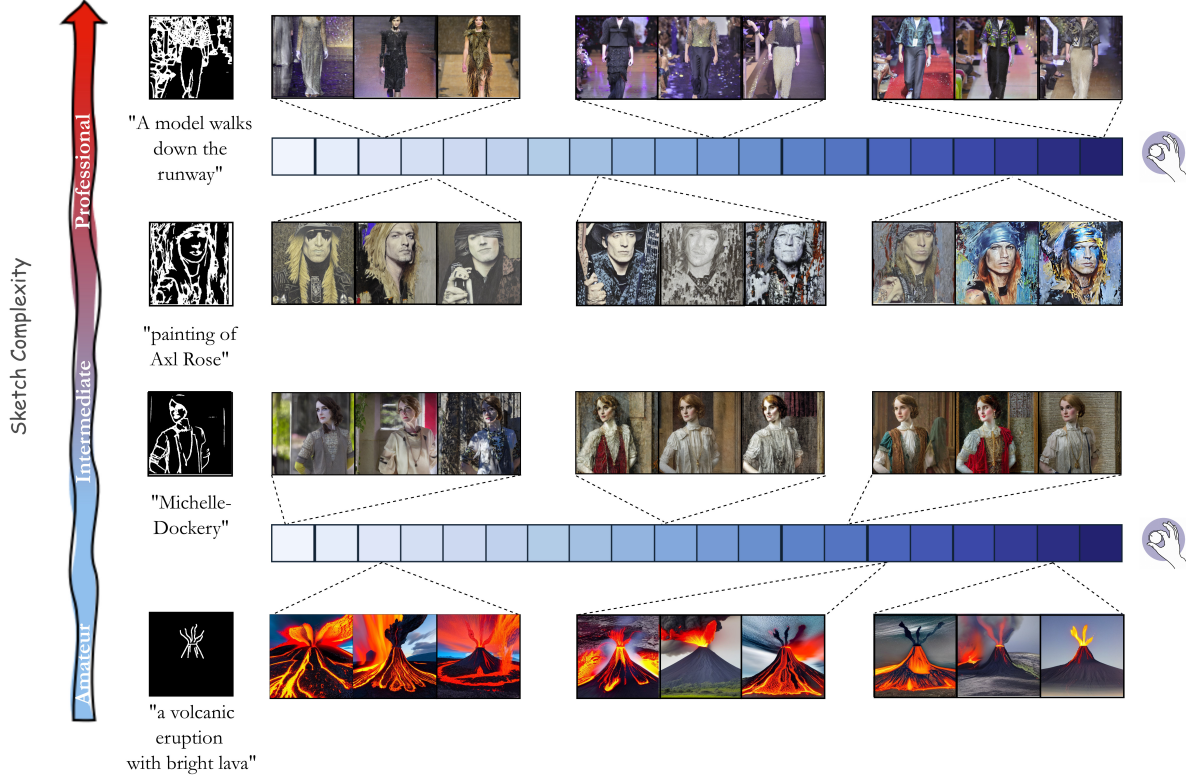 Sketch Complexity
Professional
Intermediate
Amateur
"A model walks
down the
runway"
"painting of
Axl Rose"
"Michelle-
Dockery"
"a volcanic
eruption
with bright lava"